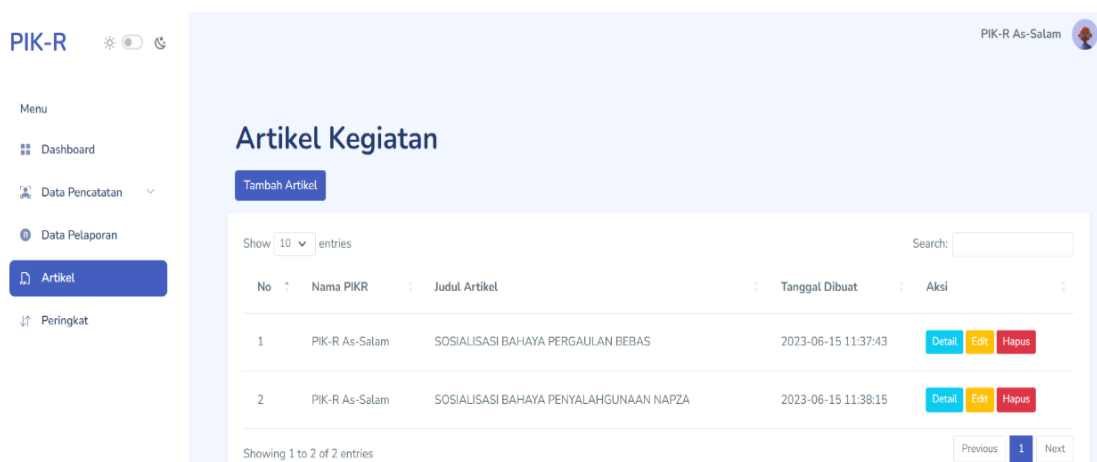 PIK-R
PIK-R As-Salam
Menu
Dashboard
Data Pencatatan
Data Pelaporan
Artikel
Peringkat
Artikel Kegiatan
Tambah Artikel
Show 10 entries
Search:
No Nama PIKR Judul Artikel Tanggal Dibuat Aksi
1 PIK-R As-Salam SOSIALISASI BAHAYA PERGAULAN BEBAS 2023-06-15 11:37:43 Detail Edit Hapus
2 PIK-R As-Salam SOSIALISASI BAHAYA PENYALAHGUNAAN NAPZA 2023-06-15 11:38:15 Detail Edit Hapus
Showing 1 to 2 of 2 entries
Previous 1 Next